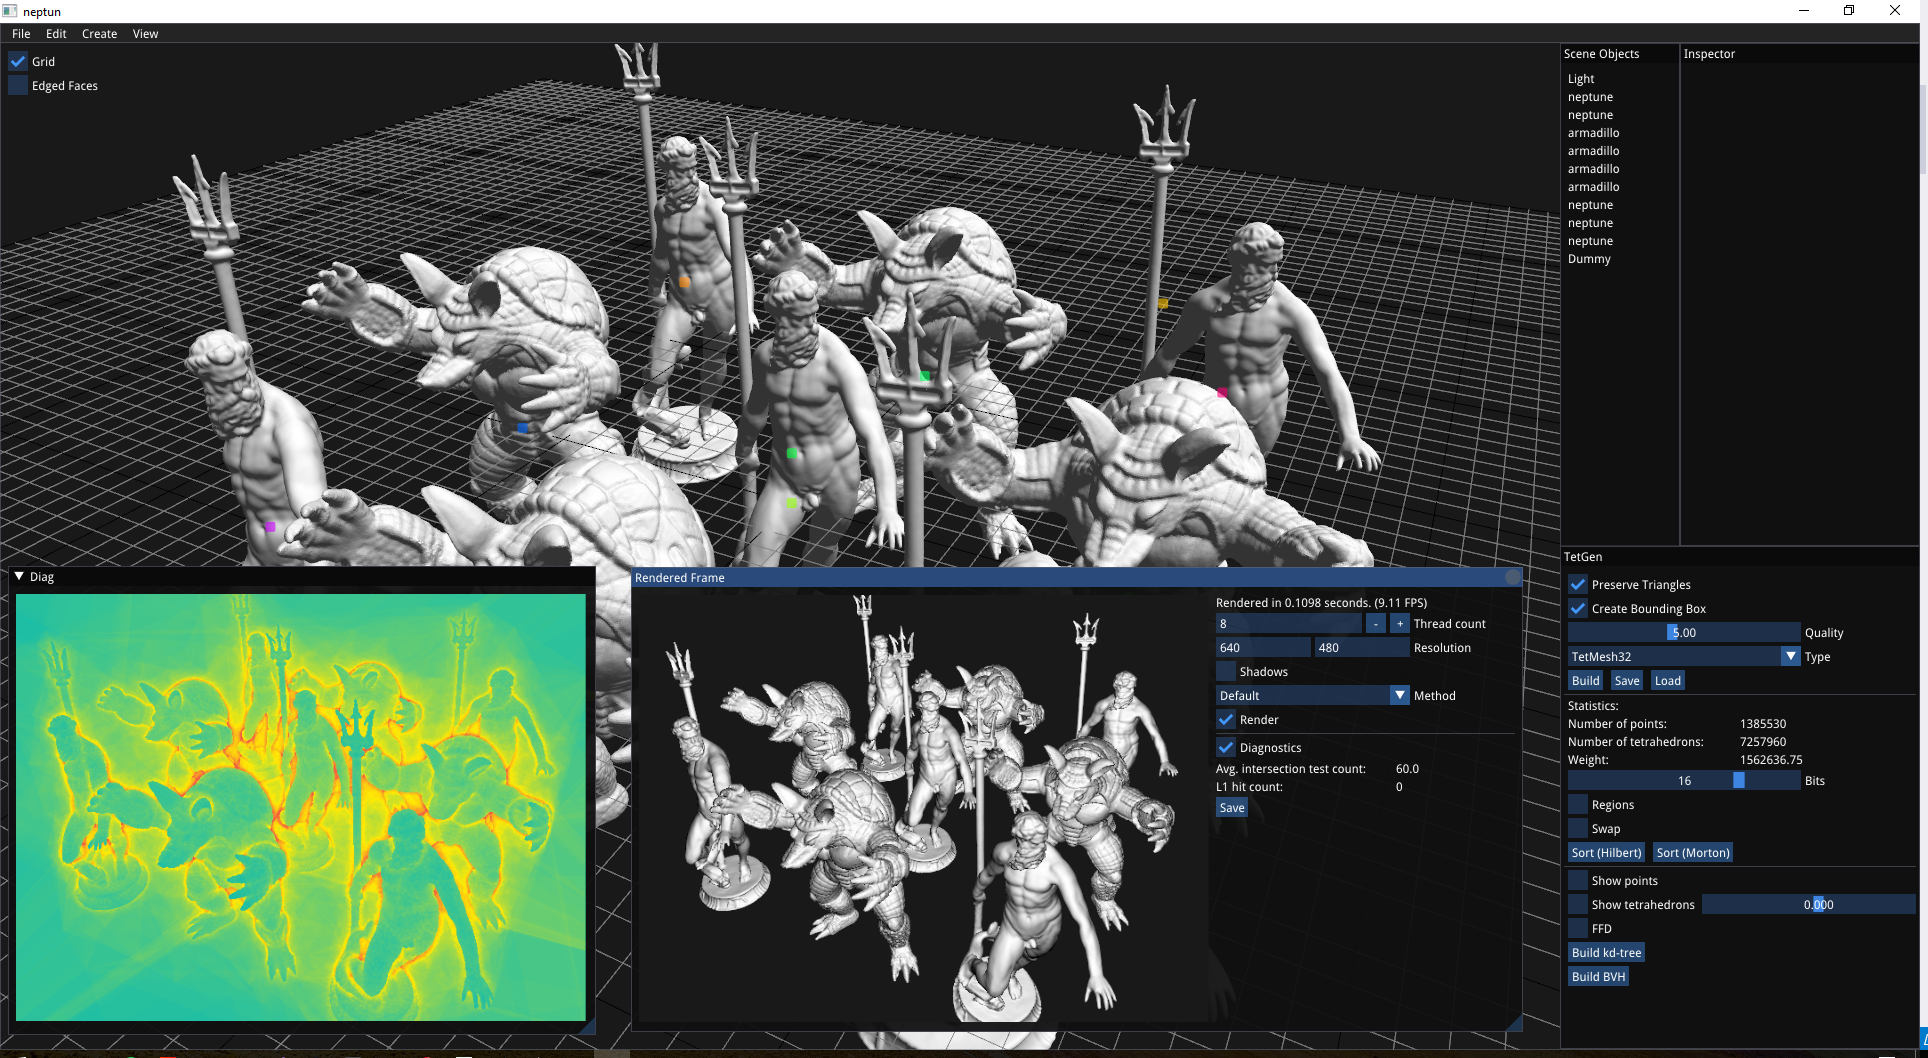 neptun
File Edit Create View
Grid
Edged Faces
Scene Objects
Light
neptune
neptune
armadillo
armadillo
armadillo
armadillo
neptune
neptune
neptune
Dummy
Inspector
Diag
Rendered Frame
Rendered in 0.1098 seconds. (9.11 FPS)
8 - + Thread count
640 480 Resolution
Shadows
Default Method
Render
Diagnostics
Avg. intersection test count: 60.0
L1 hit count: 0
Save
TetGen
Preserve Triangles
Create Bounding Box
5.00 Quality
TetMesh32 Type
Build Save Load
Statistics:
Number of points: 1385530
Number of tetrahedrons: 7257960
Weight: 1562636.75
16 Bits
Regions
Swap
Sort (Hilbert) Sort (Morton)
Show points
Show tetrahedrons 0.000
FFD
Build kd-tree
Build BVH